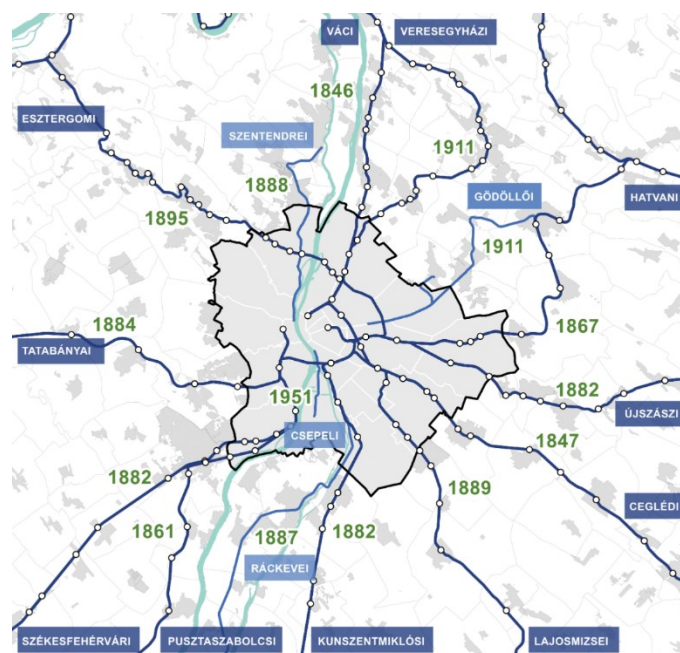 VÁCI
VERESEGYHÁZI
1846
ESZTERGOMI
SZENTENDREI
1911
1888
GÖDÖLLŐI
HATVANI
1895
1911
1884
1867
TATABÁNYAI
1882
1951
ÚJSZÁSZI
CSEPELI
1847
1882
1889
CEGLÉDI
1861
1887
1882
RÁCKEVEI
SZÉKESFEHÉRVÁRI
PUSZTASZABOLCSI
KUNSZENTMIKLÓSI
LAJOSMIZSEI